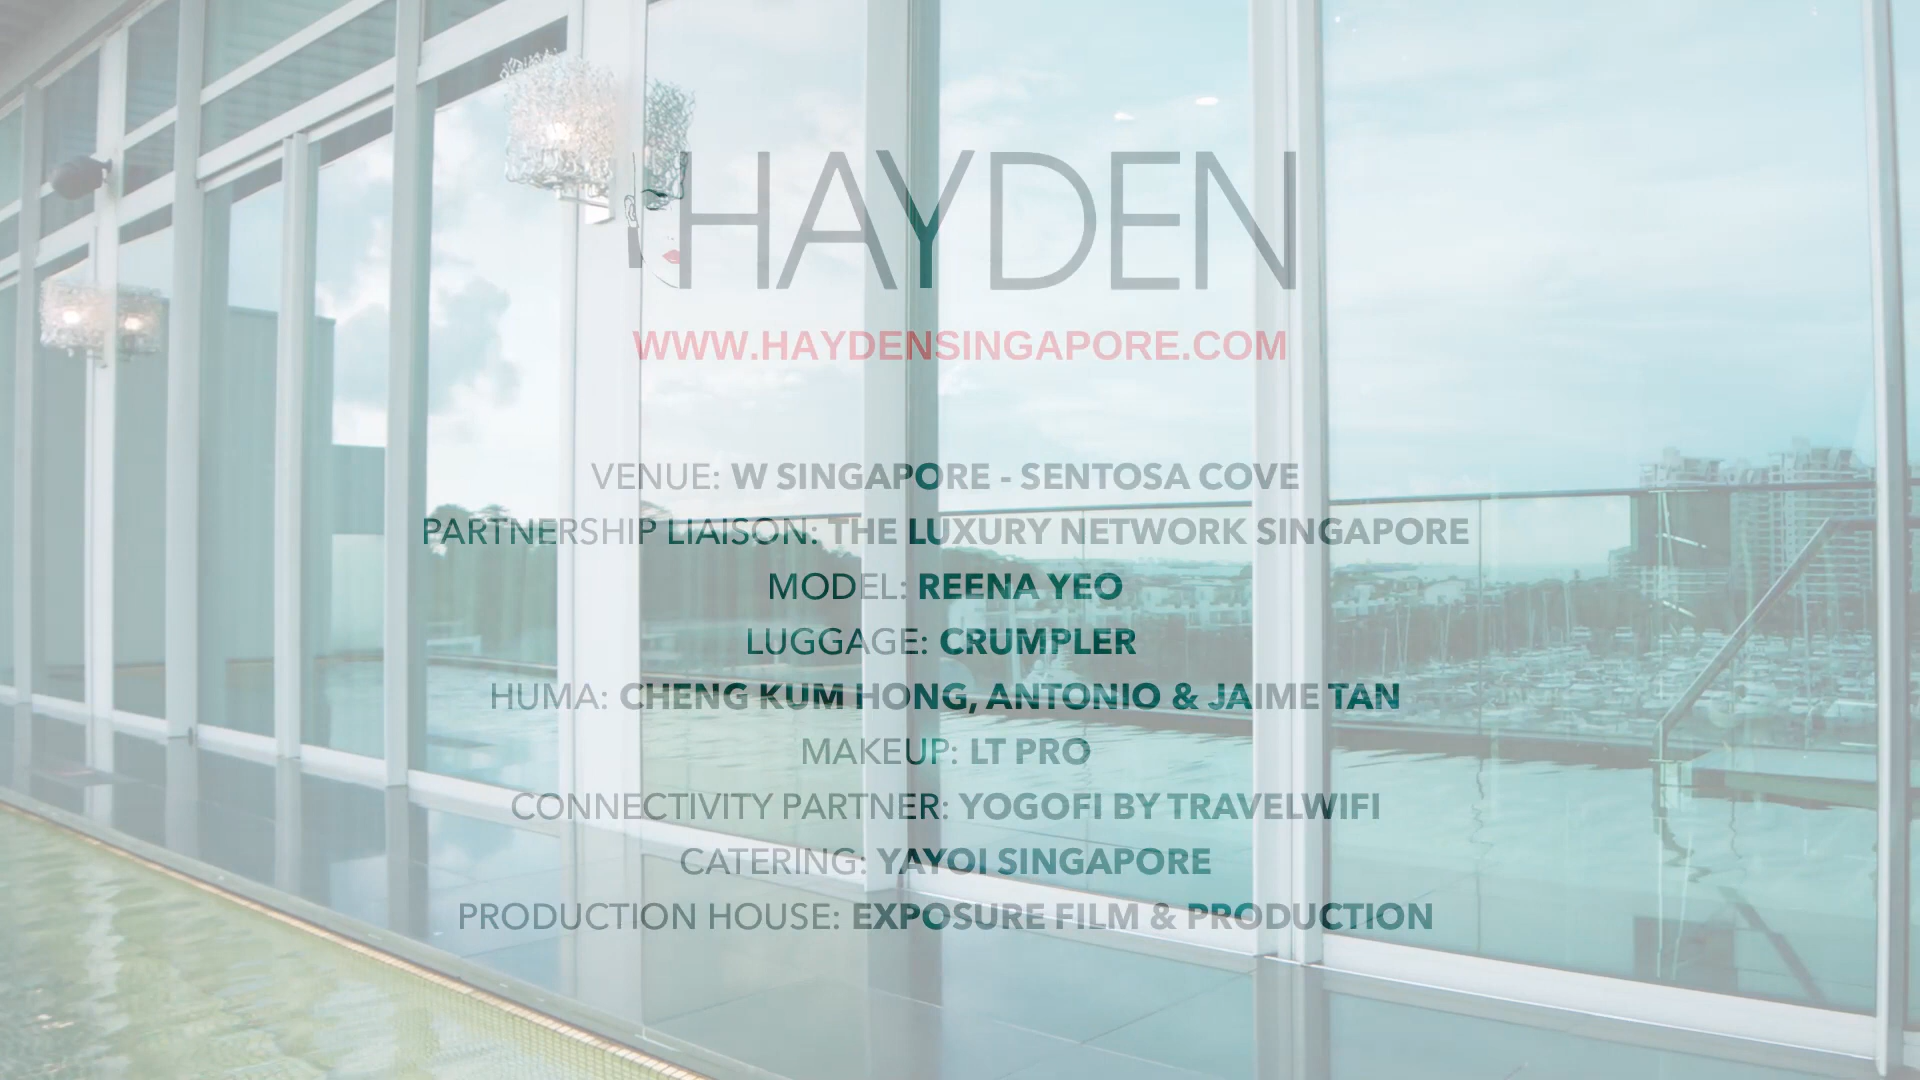 HAYDEN
WWW.HAYDENSINGAPORE.COM
VENUE: W SINGAPORE - SENTOSA COVE
PARTNERSHIP LIAISON: THE LUXURY NETWORK SINGAPORE
MODEL: REENA YEO
LUGGAGE: CRUMPLER
HUMA: CHENG KUM HONG, ANTONIO & JAIME TAN
MAKEUP: LT PRO
CONNECTIVITY PARTNER: YOGOFI BY TRAVELWIFI
CATERING: YAYOI SINGAPORE
PRODUCTION HOUSE: EXPOSURE FILM & PRODUCTION